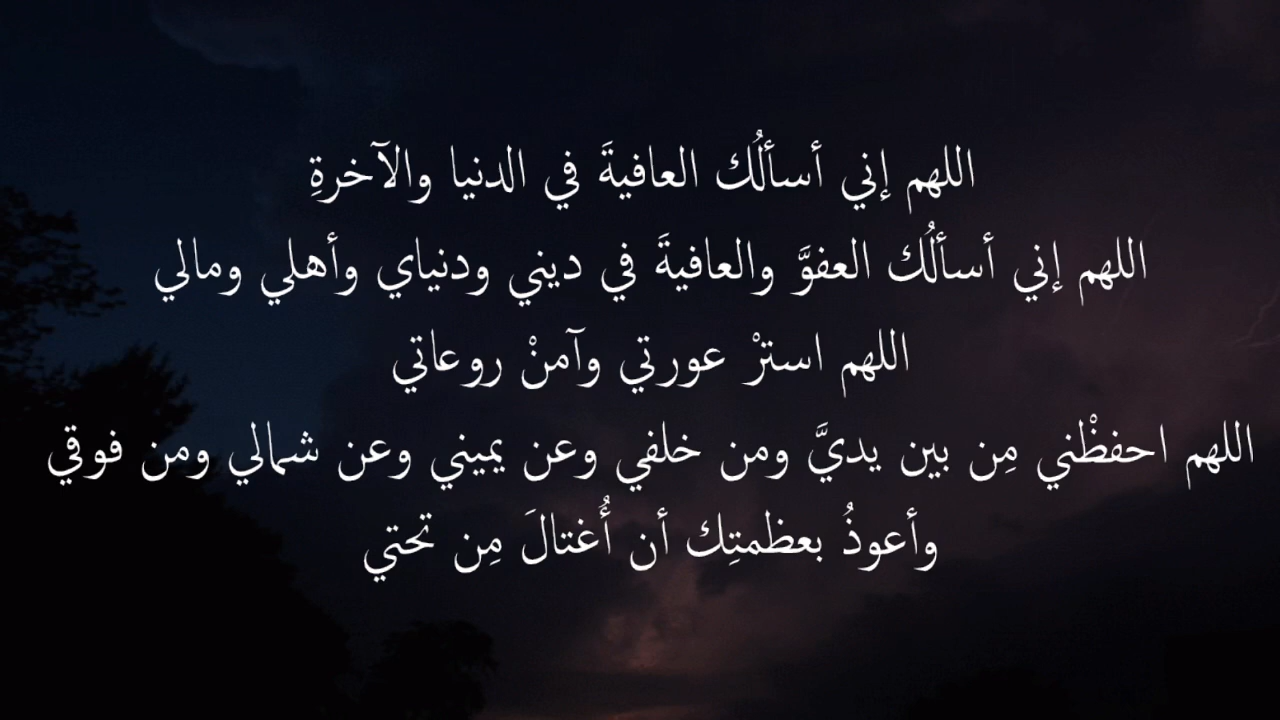 اللهم إني أسألُك العافيةَ في الدنيا والآخرةِ
اللهم إني أسألُك العفوَّ والعافيةَ في ديني ودنياي وأهلي ومالي
اللهم استرْ عورتي وآمنْ روعاتي
اللهم احفظْني مِن بين يديَّ ومن خلفي وعن يميني وعن شمالي ومن فوقي
وأعوذُ بعظمتِك أن أُغتالَ مِن تحتي